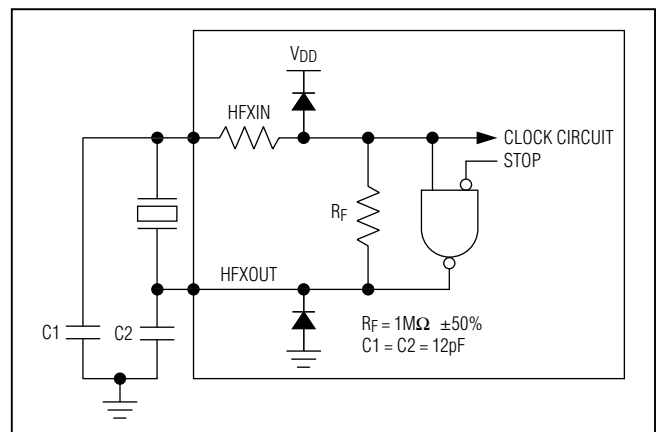 VDD
HFXIN
CLOCK CIRCUIT
STOP
RF
HFXOUT
C1
C2
RF = 1MΩ ±50%
C1 = C2 = 12pF